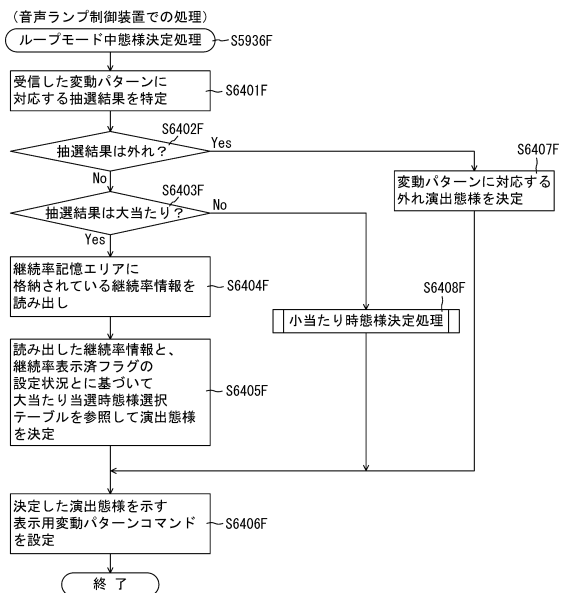 （音声ランプ制御装置での処理）
ループモード中態様決定処理
S5936F
受信した変動パターンに
対応する抽選結果を特定
S6401F
S6402F
抽選結果は外れ？
Yes
No
S6407F
変動パターンに対応する
外れ演出態様を決定
S6403F
抽選結果は大当たり？
No
Yes
継続率記憶エリアに
格納されている継続率情報を
読み出し
S6404F
S6408F
小当たり時態様決定処理
読み出した継続率情報と、
継続率表示済フラグの
設定状況とに基づいて
大当たり当選時態様選択
テーブルを参照して演出態様
を決定
S6405F
決定した演出態様を示す
表示用変動パターンコマンド
を設定
S6406F
終 了